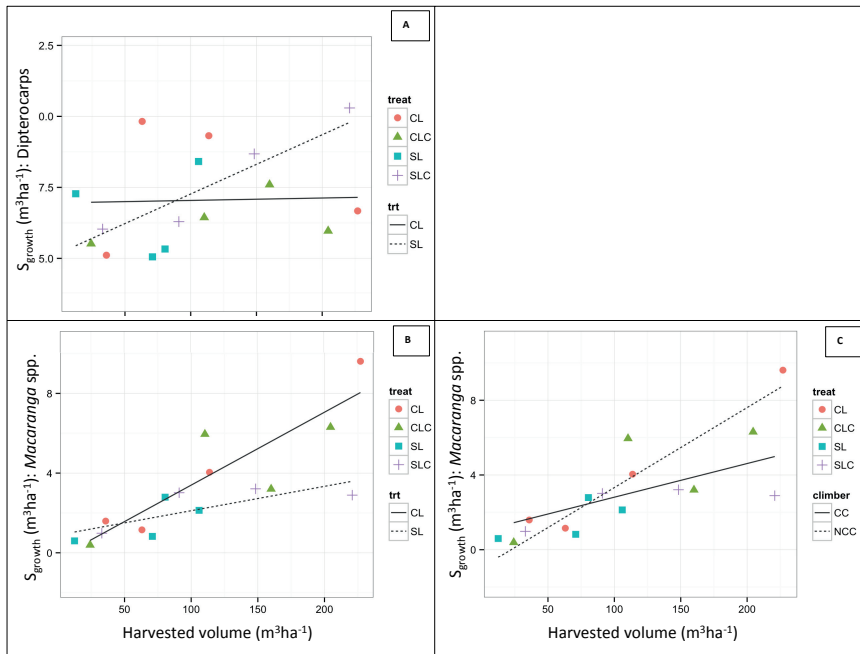 A
S_growth (m³ha⁻¹): Dipterocarps
2.5
0.0
7.5
5.0
treat
CL
CLC
SL
SLC
trt
CL
SL
B
S_growth (m³ha⁻¹): Macaranga spp.
8
4
0
50 100 150 200
Harvested volume (m³ha⁻¹)
treat
CL
CLC
SL
SLC
trt
CL
SL
C
S_growth (m³ha⁻¹): Macaranga spp.
8
4
0
50 100 150 200
Harvested volume (m³ha⁻¹)
treat
CL
CLC
SL
SLC
climber
CC
NCC